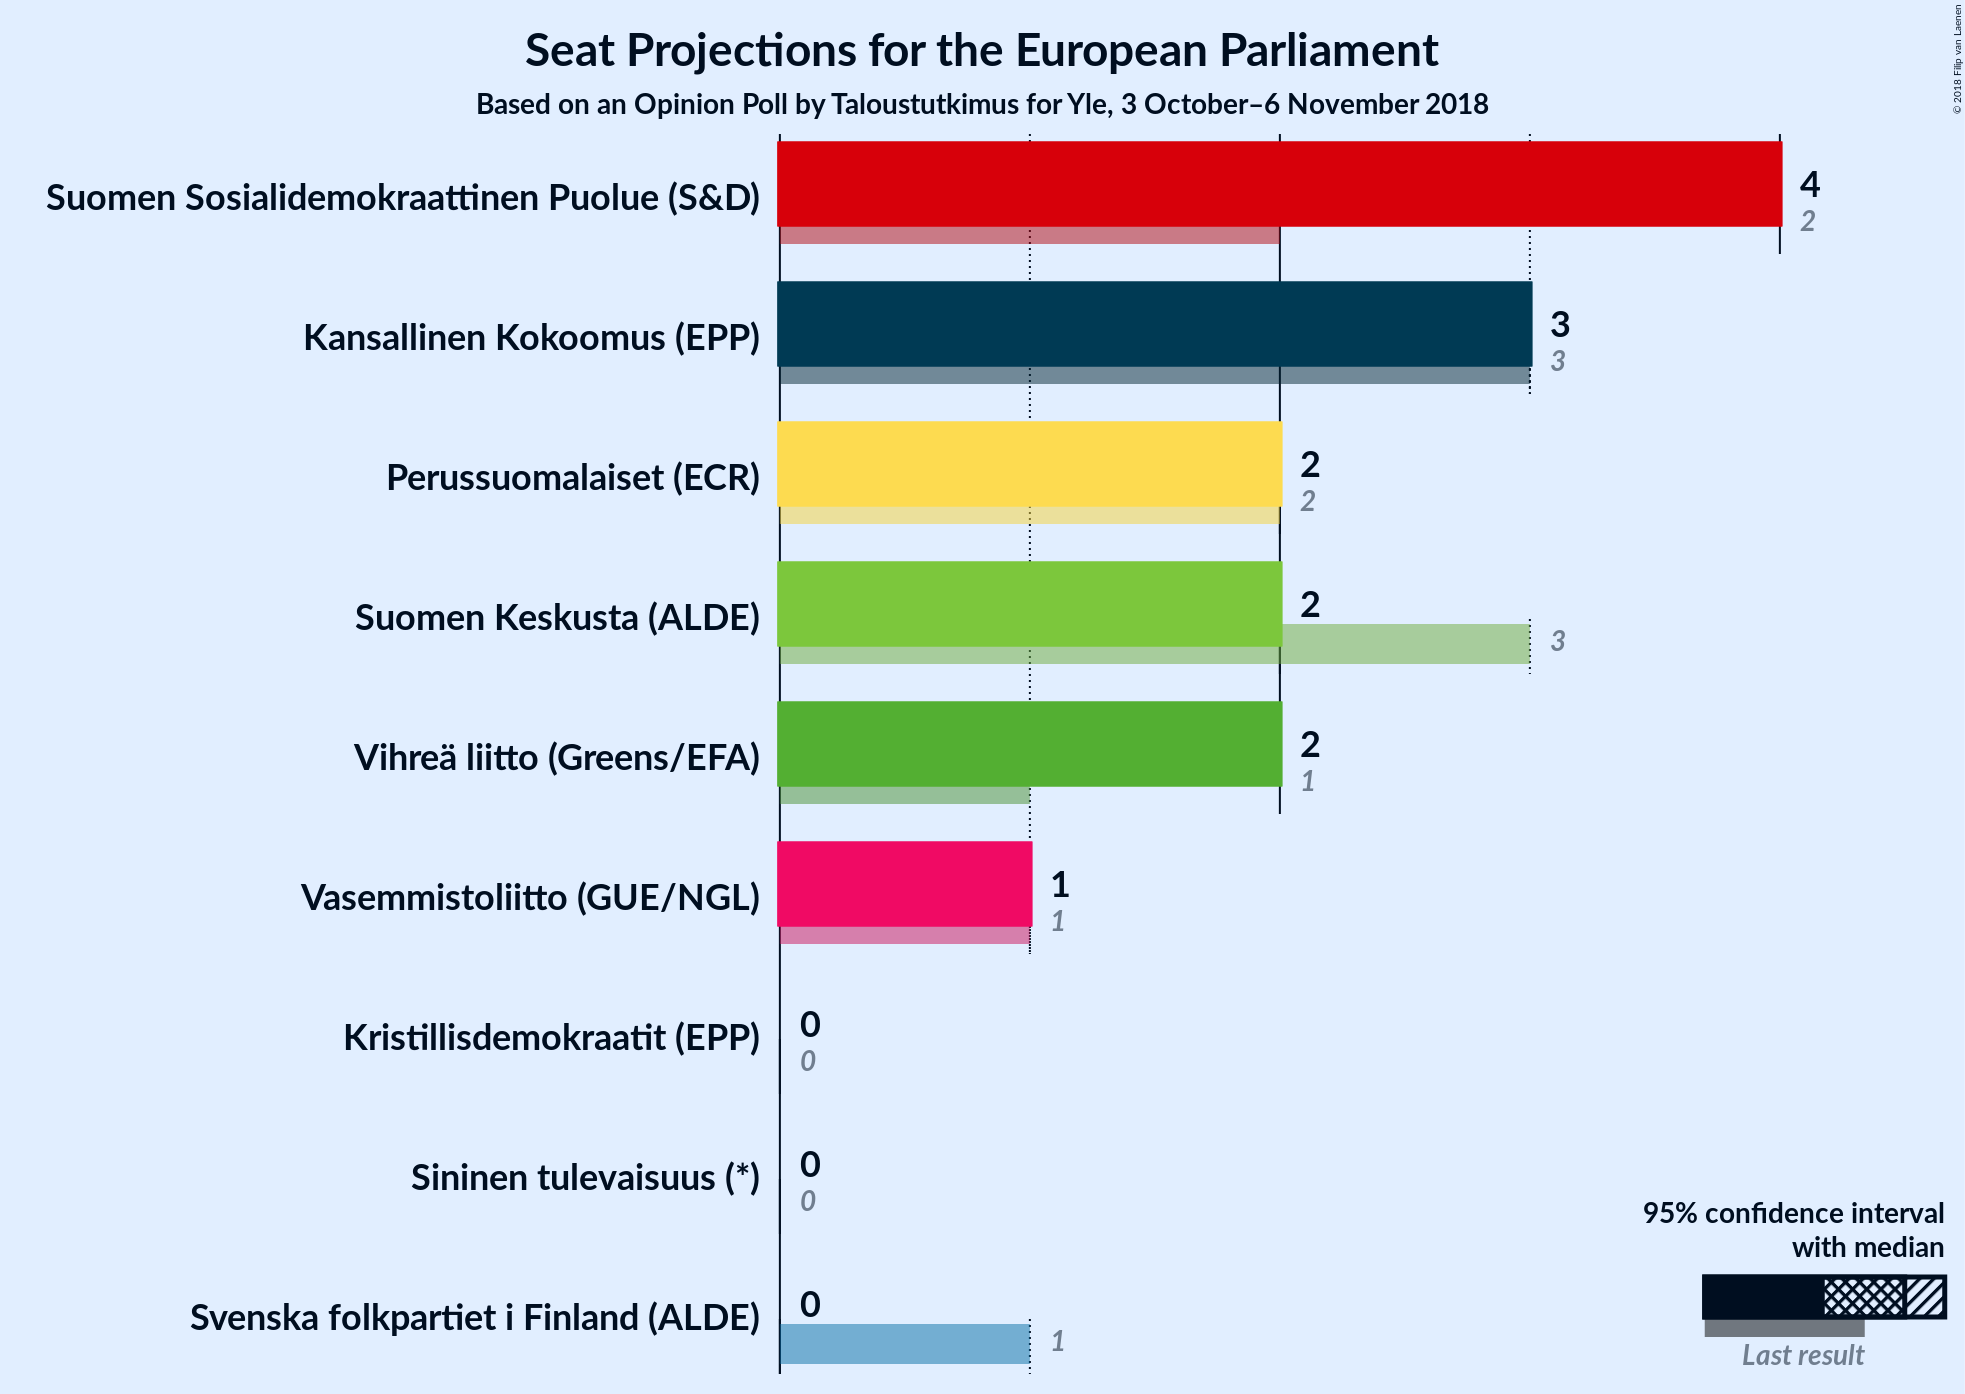 Seat Projections for the European Parliament
Based on an Opinion Poll by Taloustutkimus for Yle, 3 October–6 November 2018
© 2018 Filip van Laenen
Suomen Sosialidemokraattinen Puolue (S&D)
4
2
Kansallinen Kokoomus (EPP)
3
3
Perussuomalaiset (ECR)
2
2
Suomen Keskusta (ALDE)
2
3
Vihreä liitto (Greens/EFA)
2
1
Vasemmistoliitto (GUE/NGL)
1
1
Kristillisdemokraatit (EPP)
0
0
Sininen tulevaisuus (*)
0
0
Svenska folkpartiet i Finland (ALDE)
0
1
95% confidence interval
with median
Last result